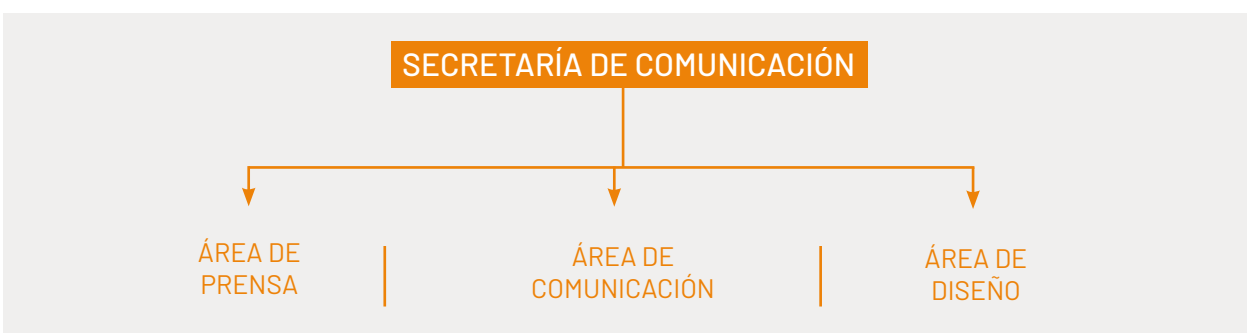 SECRETARÍA DE COMUNICACIÓN
ÁREA DE
PRENSA
ÁREA DE
COMUNICACIÓN
ÁREA DE
DISEÑO